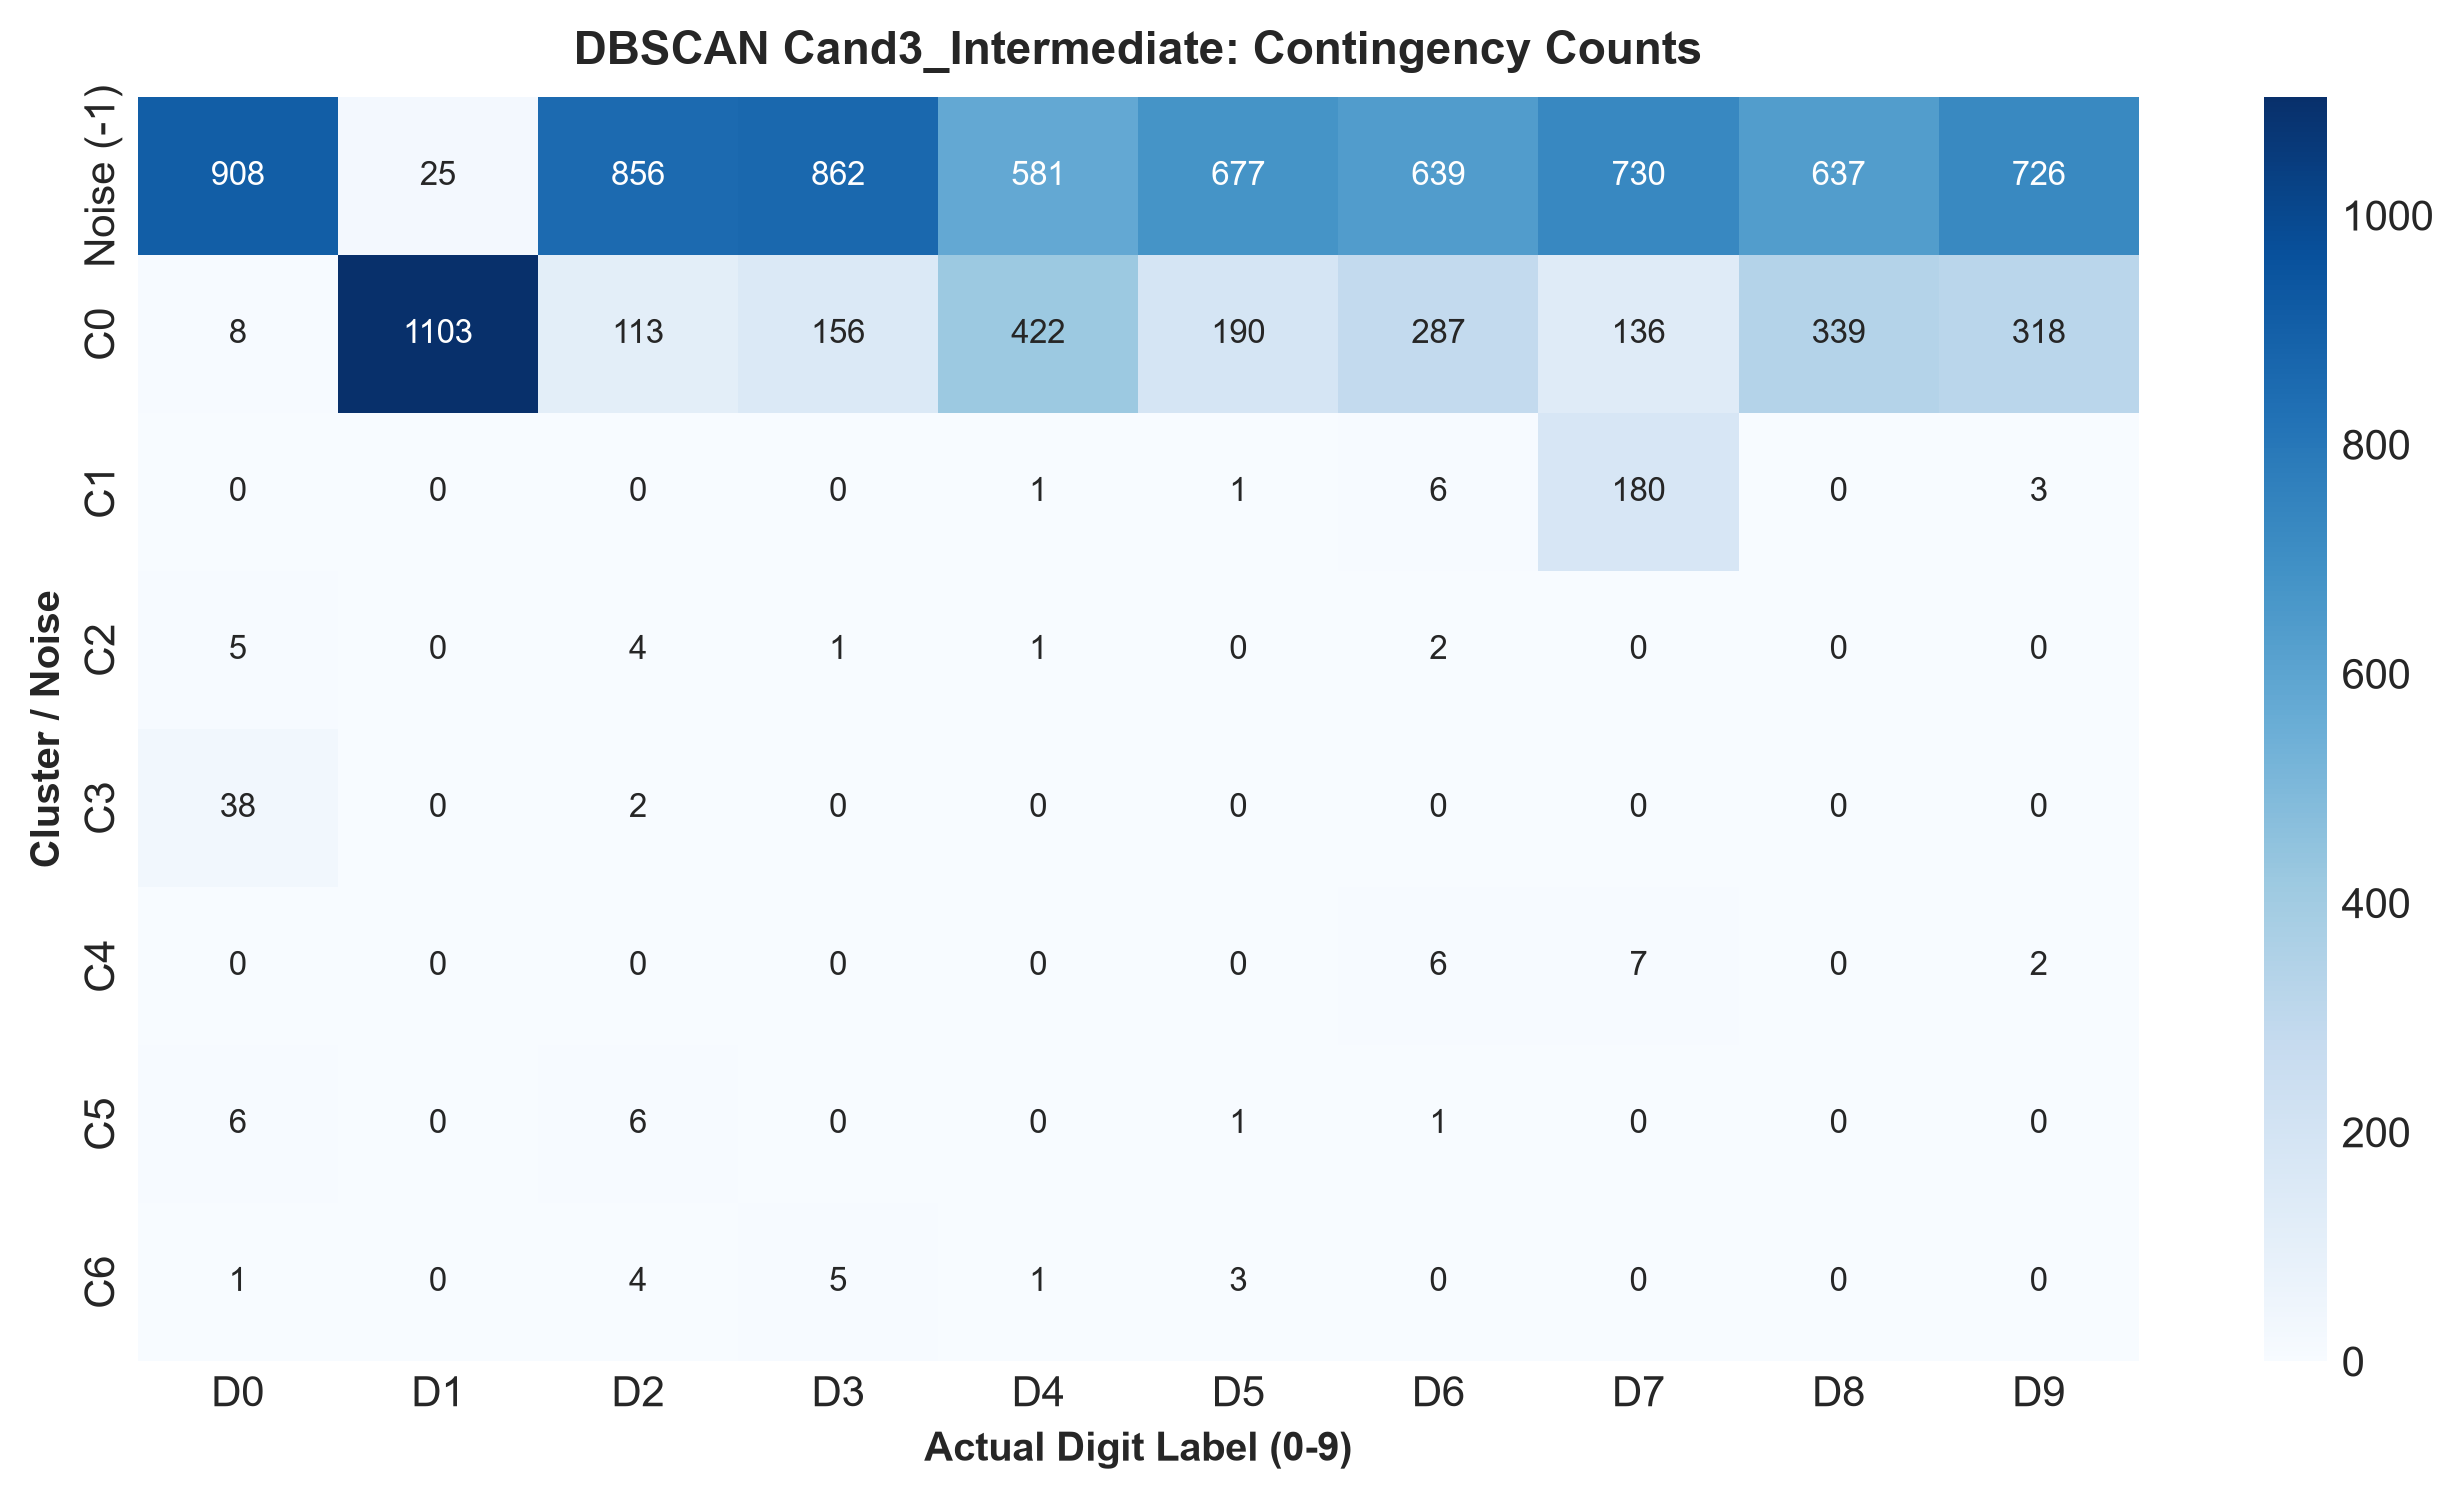 DBSCAN Cand3_Intermediate: Contingency Counts
Noise (-1) 908 25 856 862 581 677 639 730 637 726
C0 8 1103 113 156 422 190 287 136 339 318
C1 0 0 0 0 1 1 6 180 0 3
C2 5 0 4 1 1 0 2 0 0 0
C3 38 0 2 0 0 0 0 0 0 0
C4 0 0 0 0 0 0 6 7 0 2
C5 6 0 6 0 0 1 1 0 0 0
C6 1 0 4 5 1 3 0 0 0 0
D0 D1 D2 D3 D4 D5 D6 D7 D8 D9
Actual Digit Label (0-9)
Cluster / Noise
1000
800
600
400
200
0